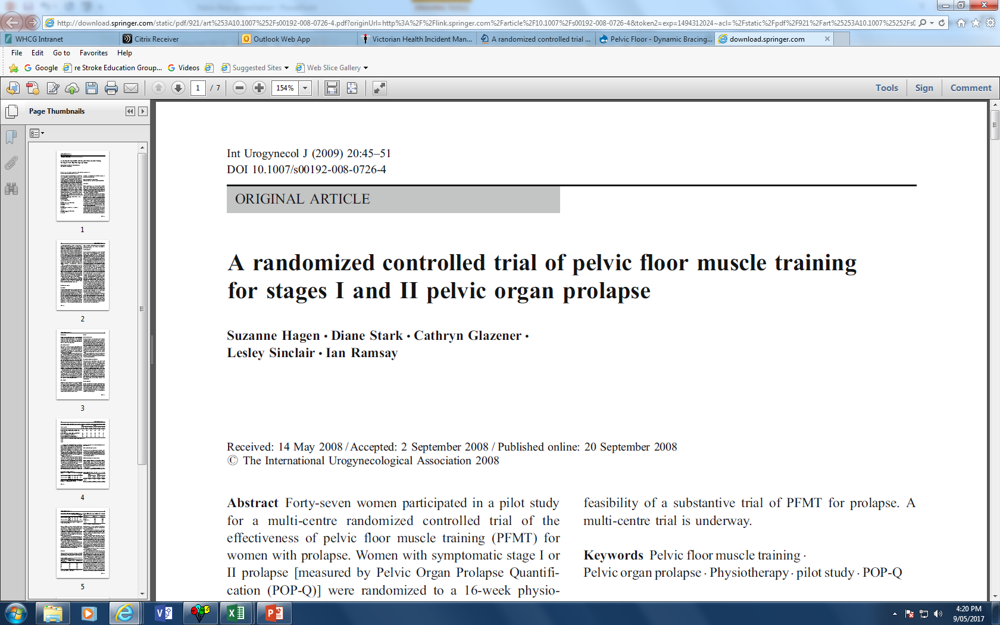 http://download.springer.com/static/pdf/921/art%253A10.1007%252Fs00192-008-0726-4.pdf?originUrl=http%3A%2F%2Flink.springer.com%2Farticle%2F10.1007%2Fs00192-008-0726-4&token2=exp=1494312024~acl=%2Fstatic%2Fpdf%2F921%2Fart%25253A10.1007%25252Fs0
WHCG Intranet
Citrix Receiver
Outlook Web App
Victorian Health Incident Man...
A randomized controlled trial ...
Pelvic Floor - Dynamic Bracing...
download.springer.com
File Edit Go to Favorites Help
Google
re Stroke Education Group...
Videos
Suggested Sites
Web Slice Gallery
1 / 7
154%
Tools
Sign
Comment
Page Thumbnails
1
2
3
4
5
Int Urogynecol J (2009) 20:45–51
DOI 10.1007/s00192-008-0726-4
ORIGINAL ARTICLE
A randomized controlled trial of pelvic floor muscle training
for stages I and II pelvic organ prolapse
Suzanne Hagen • Diane Stark • Cathryn Glazener •
Lesley Sinclair • Ian Ramsay
Received: 14 May 2008 / Accepted: 2 September 2008 / Published online: 20 September 2008
© The International Urogynecological Association 2008
Abstract Forty-seven women participated in a pilot study
for a multi-centre randomized controlled trial of the
effectiveness of pelvic floor muscle training (PFMT) for
women with prolapse. Women with symptomatic stage I or
II prolapse [measured by Pelvic Organ Prolapse Quantifi-
cation (POP-Q)] were randomized to a 16-week physio-
feasibility of a substantive trial of PFMT for prolapse. A
multi-centre trial is underway.
Keywords Pelvic floor muscle training ·
Pelvic organ prolapse · Physiotherapy · pilot study · POP-Q
4:20 PM
9/05/2017